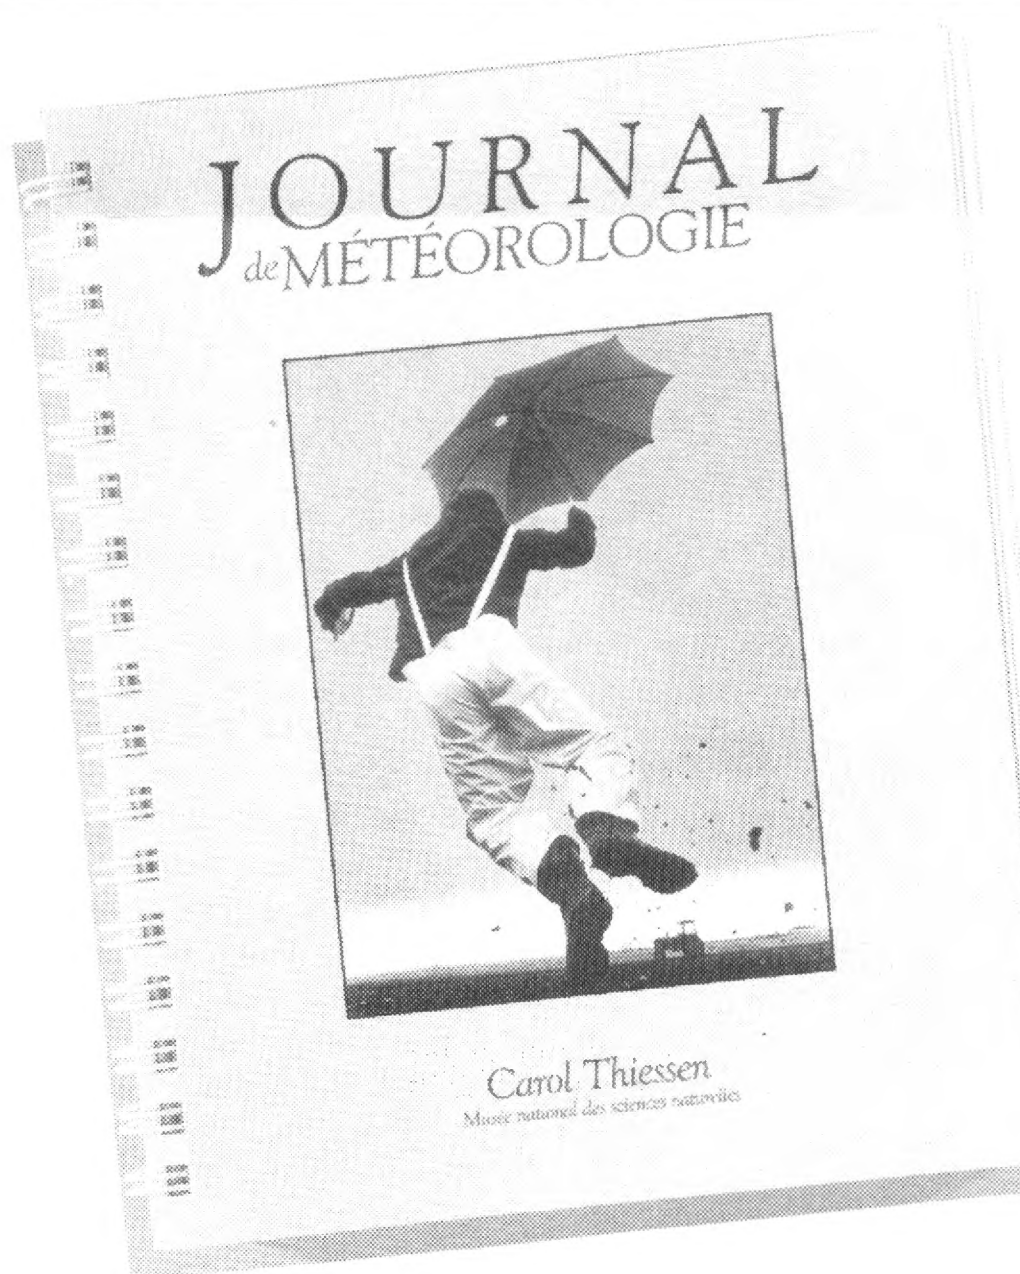 JOURNAL
de MÉTÉOROLOGIE
Carol Thiessen
Musée national des sciences naturelles